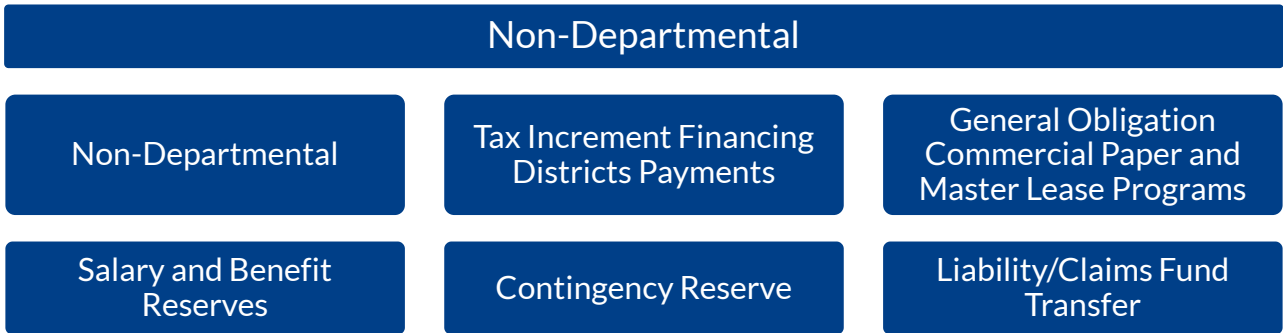 Non-Departmental
Non-Departmental
Tax Increment Financing
Districts Payments
General Obligation
Commercial Paper and
Master Lease Programs
Salary and Benefit
Reserves
Contingency Reserve
Liability/Claims Fund
Transfer